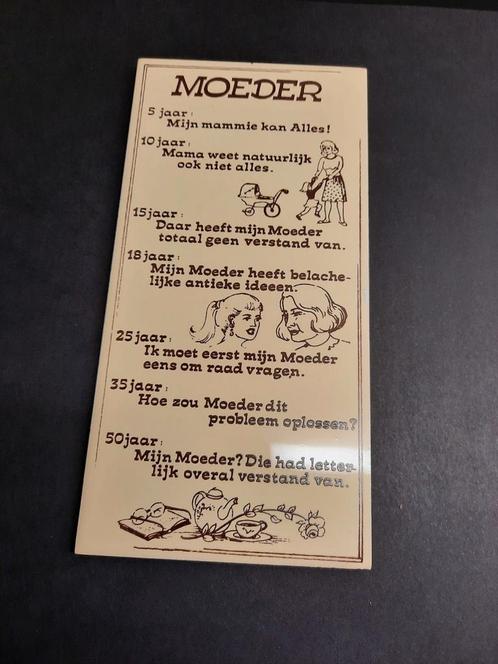 MOEDER
5 jaar:
Mijn mammie kan Alles!
10 jaar:
Mama weet natuurlijk
ook niet alles.
15 jaar:
Daar heeft mijn Moeder
totaal geen verstand van.
18 jaar:
Mijn Moeder heeft belache-
lijke antieke ideeen.
25 jaar:
Ik moet eerst mijn Moeder
eens om raad vragen.
35 jaar:
Hoe zou Moeder dit
probleem oplossen?
50 jaar:
Mijn Moeder? Die had letter-
lijk overal verstand van.